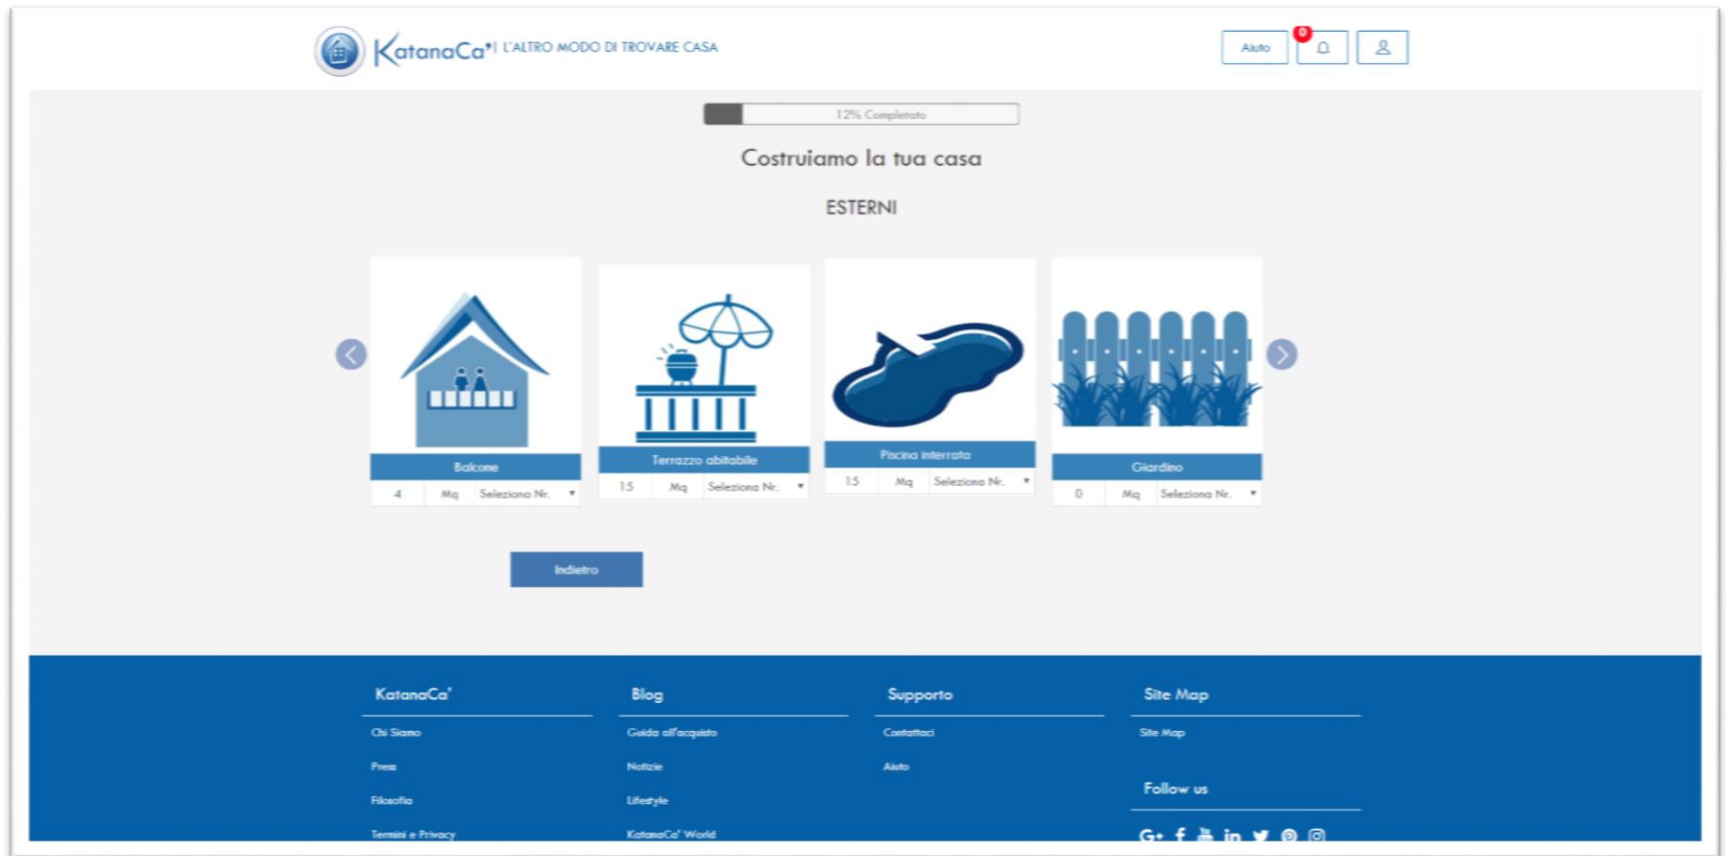 KatanaCa' | L'ALTRO MODO DI TROVARE CASA
Aiuto
0
12% Completato
Costruiamo la tua casa
ESTERNI
Balcone
4 Mq Seleziona Nr.
Terrazzo abitabile
15 Mq Seleziona Nr.
Piscina interrata
15 Mq Seleziona Nr.
Giardino
0 Mq Seleziona Nr.
Indietro
KatanaCa'
Chi Siamo
Press
Filosofia
Termini e Privacy
Blog
Guida all'acquisto
Notizie
Lifestyle
KatanaCa' World
Supporto
Contattaci
Aiuto
Site Map
Site Map
Follow us